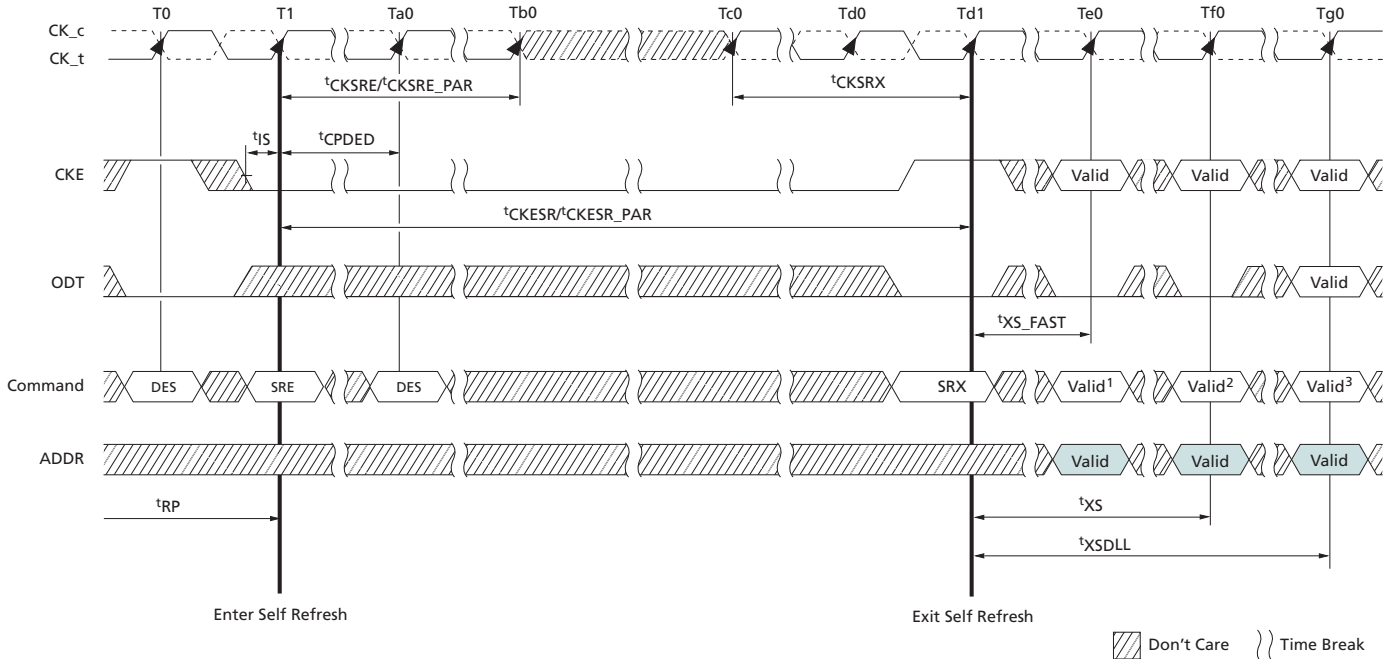 T0 T1 Ta0 Tb0 Tc0 Td0 Td1 Te0 Tf0 Tg0
CK_c
CK_t
tCKSRE/tCKSRE_PAR tCKSRX
tIS tCPDED
CKE Valid Valid Valid
tCKESR/tCKESR_PAR
ODT Valid
tXS_FAST
Command DES SRE DES SRX Valid1 Valid2 Valid3
ADDR Valid Valid Valid
tRP tXS
tXSDLL
Enter Self Refresh Exit Self Refresh
Don't Care Time Break